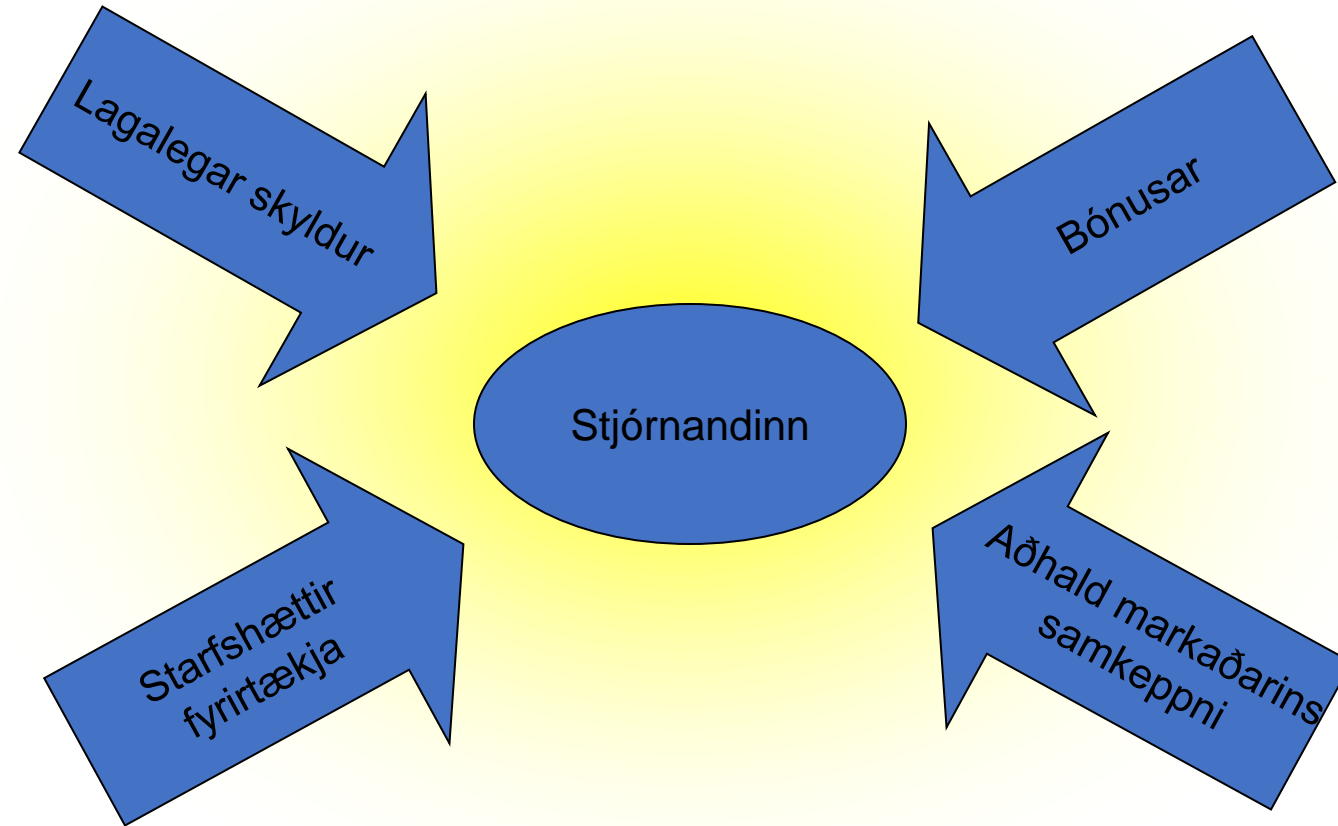 Lagalegar skyldur
Bónusar
Stjórnandinn
Starfshættir
fyrirtækja
Aðhald markaðarins
samkeppni